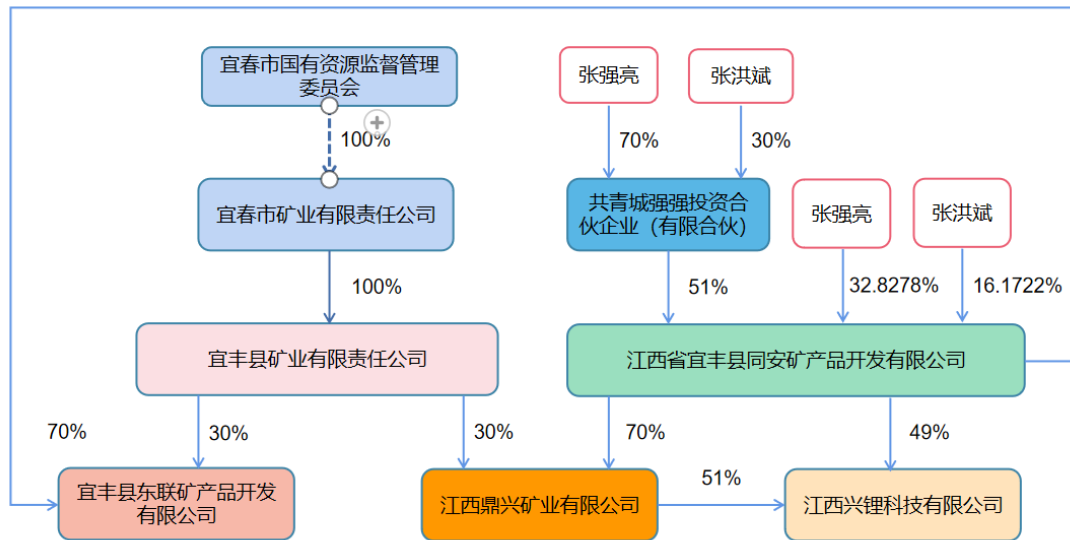 宜春市国有资源监督管理
委员会
张强亮
张洪斌
100%
70%
30%
宜春市矿业有限责任公司
共青城强强投资合
伙企业（有限合伙）
张强亮
张洪斌
100%
51%
32.8278%
16.1722%
宜丰县矿业有限责任公司
江西省宜丰县同安矿产品开发有限公司
70%
30%
30%
70%
49%
宜丰县东联矿产品开发
有限公司
江西鼎兴矿业有限公司
51%
江西兴锂科技有限公司